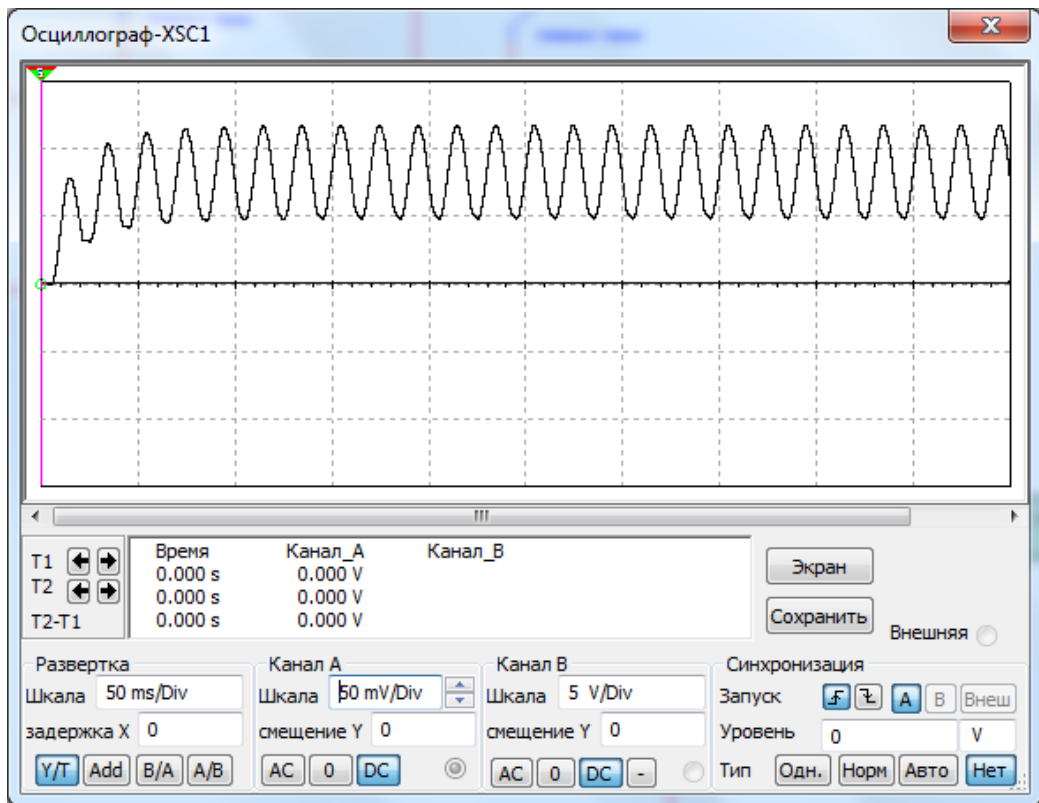 Осциллограф-XSC1
T1
T2
T2-T1
Время Канал_А Канал_В
0.000 s 0.000 V
0.000 s 0.000 V
0.000 s 0.000 V
Экран
Сохранить
Внешняя
Развертка
Шкала 50 ms/Div
задержка X 0
Y/T Add B/A A/B
Канал А
Шкала 50 mV/Div
смещение Y 0
AC 0 DC
Канал В
Шкала 5 V/Div
смещение Y 0
AC 0 DC -
Синхронизация
Запуск A B Внеш
Уровень 0 V
Тип Одн. Норм Авто Нет